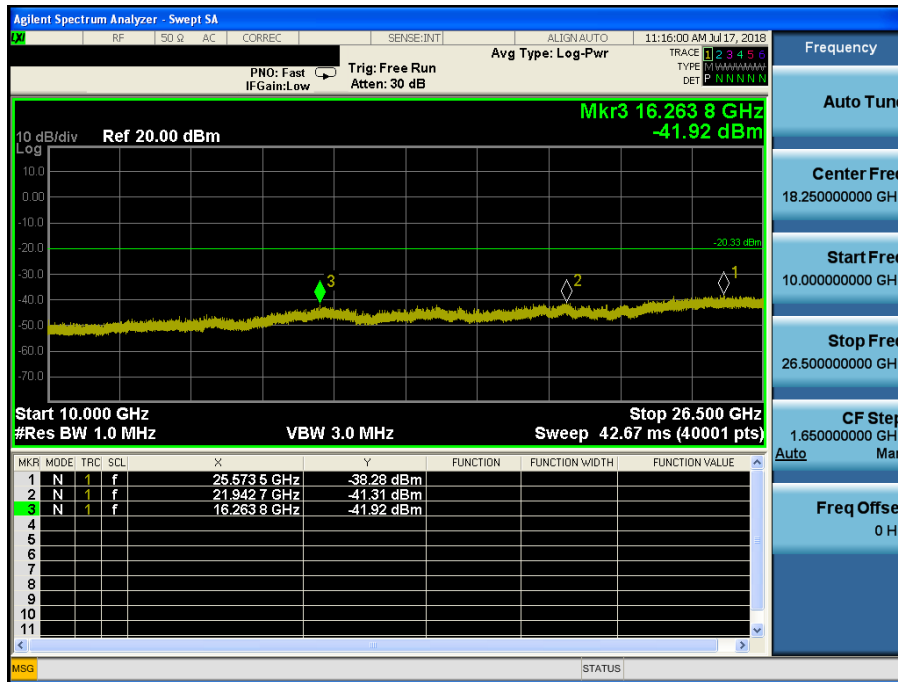 Agilent Spectrum Analyzer - Swept SA
LXI RF 50 Ω AC CORREC SENSE:INT ALIGN AUTO 11:16:00 AM Jul 17, 2018
PNO: Fast
IFGain:Low
Trig: Free Run
Atten: 30 dB
Avg Type: Log-Pwr
TRACE 1 2 3 4 5 6
TYPE MWWWWW
DET P N N N N N
Mkr3 16.263 8 GHz
-41.92 dBm
10 dB/div Ref 20.00 dBm
Log
10.0
0.00
-10.0
-20.0
-30.0
-40.0
-50.0
-60.0
-70.0
-20.33 dBm
3
2
1
Start 10.000 GHz Stop 26.500 GHz
#Res BW 1.0 MHz VBW 3.0 MHz Sweep 42.67 ms (40001 pts)
MKR MODE TRC SCL X Y FUNCTION FUNCTION WIDTH FUNCTION VALUE
1 N 1 f 25.573 5 GHz -38.28 dBm
2 N 1 f 21.942 7 GHz -41.31 dBm
3 N 1 f 16.263 8 GHz -41.92 dBm
4
5
6
7
8
9
10
11
MSG STATUS
Frequency
Auto Tun
Center Fre
18.250000000 GH
Start Fre
10.000000000 GH
Stop Fre
26.500000000 GH
CF Step
1.650000000 GH
Auto Ma
Freq Offse
0 H